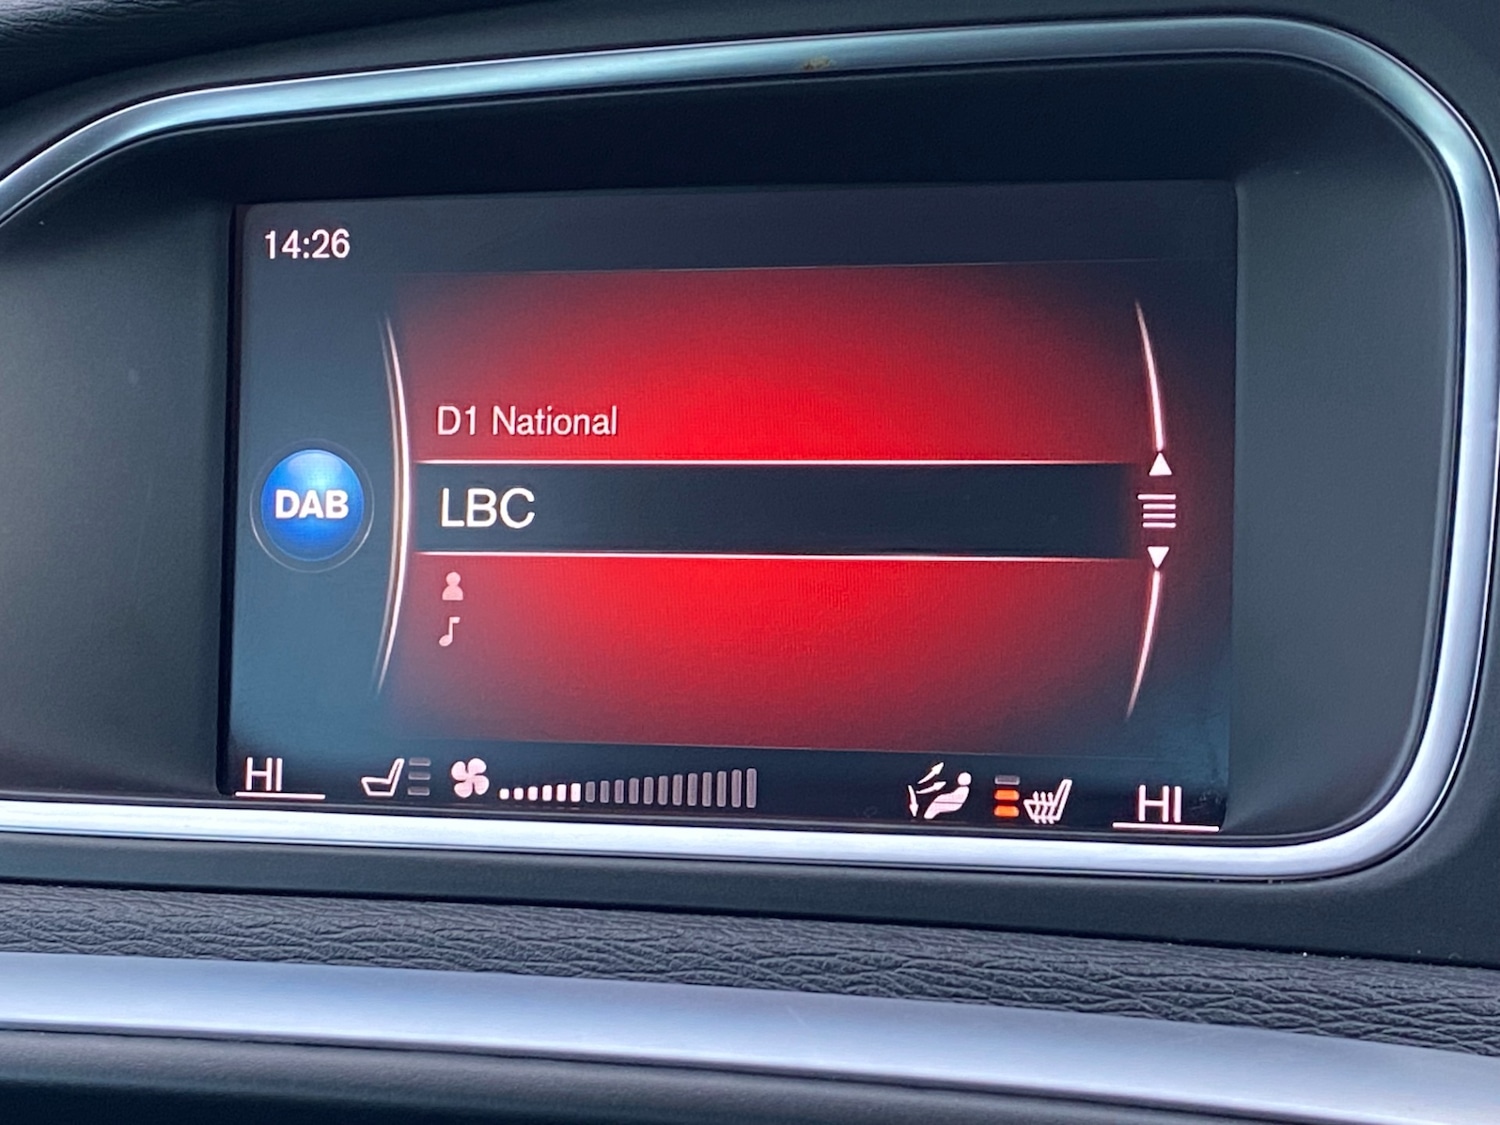 14:26
D1 National
DAB
LBC
HI
HI